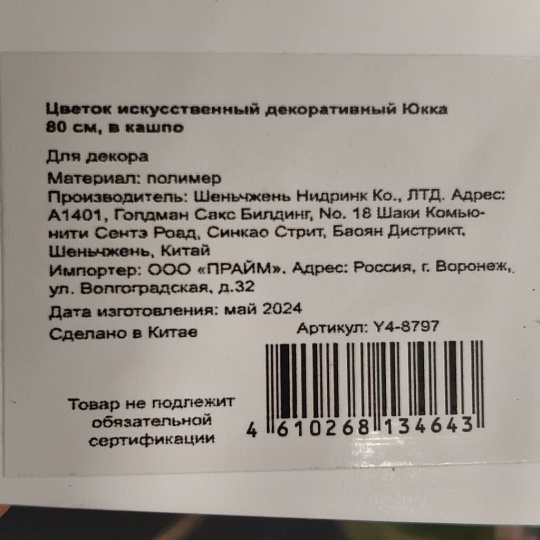 Цветок искусственный декоративный Юкка
80 см, в кашпо
Для декора
Материал: полимер
Производитель: Шеньчжень Нидринк Ко., ЛТД. Адрес:
А1401, Голдман Сакс Билдинг, No. 18 Шаки Комью-
нити Сентэ Роад, Синкао Стрит, Баоян Дистрикт,
Шеньчжень, Китай
Импортер: ООО «ПРАЙМ». Адрес: Россия, г. Воронеж,
ул. Волгоградская, д.32
Дата изготовления: май 2024
Сделано в Китае
Артикул: Y4-8797
Товар не подлежит
обязательной
сертификации
4 610268 134643